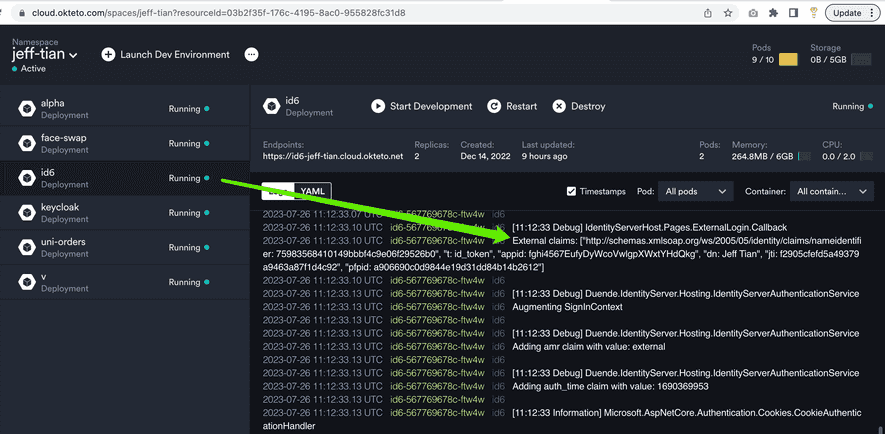 cloud.okteto.com/spaces/jeff-tian?resourceId=03b2f35f-176c-4195-8ac0-955828fc31d8
Update
Namespace
jeff-tian
Active
Launch Dev Environment
Pods
9 / 10
Storage
0B / 5GB
alpha
Deployment
Running
face-swap
Deployment
Running
id6
Deployment
Running
keycloak
Deployment
Running
uni-orders
Deployment
Running
v
Deployment
Running
id6
Deployment
Start Development
Restart
Destroy
Running
Endpoints:
https://id6-jeff-tian.cloud.okteto.net
Replicas:
2
Created:
Dec 14, 2022
Last updated:
9 hours ago
Pods:
2
Memory:
264.8MB / 6GB
CPU:
0.0 / 2.0
YAML
Timestamps
Pod:
All pods
Container:
All contain...
2023-07-26 11:12:33.07 UTC id6-567769678c-ftw4w id6
2023-07-26 11:12:33.10 UTC id6-567769678c-ftw4w id6 [11:12:33 Debug] IdentityServerHost.Pages.ExternalLogin.Callback
2023-07-26 11:12:33.10 UTC id6-567769678c-ftw4w id6 External claims: ["http://schemas.xmlsoap.org/ws/2005/05/identity/claims/nameidentifi
er: 75983568410149bbbf4c9e06f29526b0", "t: id_token", "appid: fghi4567EufyDyWcoVwlgpXWxtYHdQkg", "dn: Jeff Tian", "jti: f2905cfefd5a49379
a9463a87f1d4c92", "pfpid: a906690c0d9844e19d31dd84b14b2612"]
2023-07-26 11:12:33.10 UTC id6-567769678c-ftw4w id6
2023-07-26 11:12:33.13 UTC id6-567769678c-ftw4w id6 [11:12:33 Debug] Duende.IdentityServer.Hosting.IdentityServerAuthenticationService
2023-07-26 11:12:33.13 UTC id6-567769678c-ftw4w id6 Augmenting SignInContext
2023-07-26 11:12:33.13 UTC id6-567769678c-ftw4w id6
2023-07-26 11:12:33.13 UTC id6-567769678c-ftw4w id6 [11:12:33 Debug] Duende.IdentityServer.Hosting.IdentityServerAuthenticationService
2023-07-26 11:12:33.13 UTC id6-567769678c-ftw4w id6 Adding amr claim with value: external
2023-07-26 11:12:33.13 UTC id6-567769678c-ftw4w id6
2023-07-26 11:12:33.13 UTC id6-567769678c-ftw4w id6 [11:12:33 Debug] Duende.IdentityServer.Hosting.IdentityServerAuthenticationService
2023-07-26 11:12:33.13 UTC id6-567769678c-ftw4w id6 Adding auth_time claim with value: 1690369953
2023-07-26 11:12:33.13 UTC id6-567769678c-ftw4w id6
2023-07-26 11:12:33.13 UTC id6-567769678c-ftw4w id6 [11:12:33 Information] Microsoft.AspNetCore.Authentication.Cookies.CookieAuthentic
ationHandler